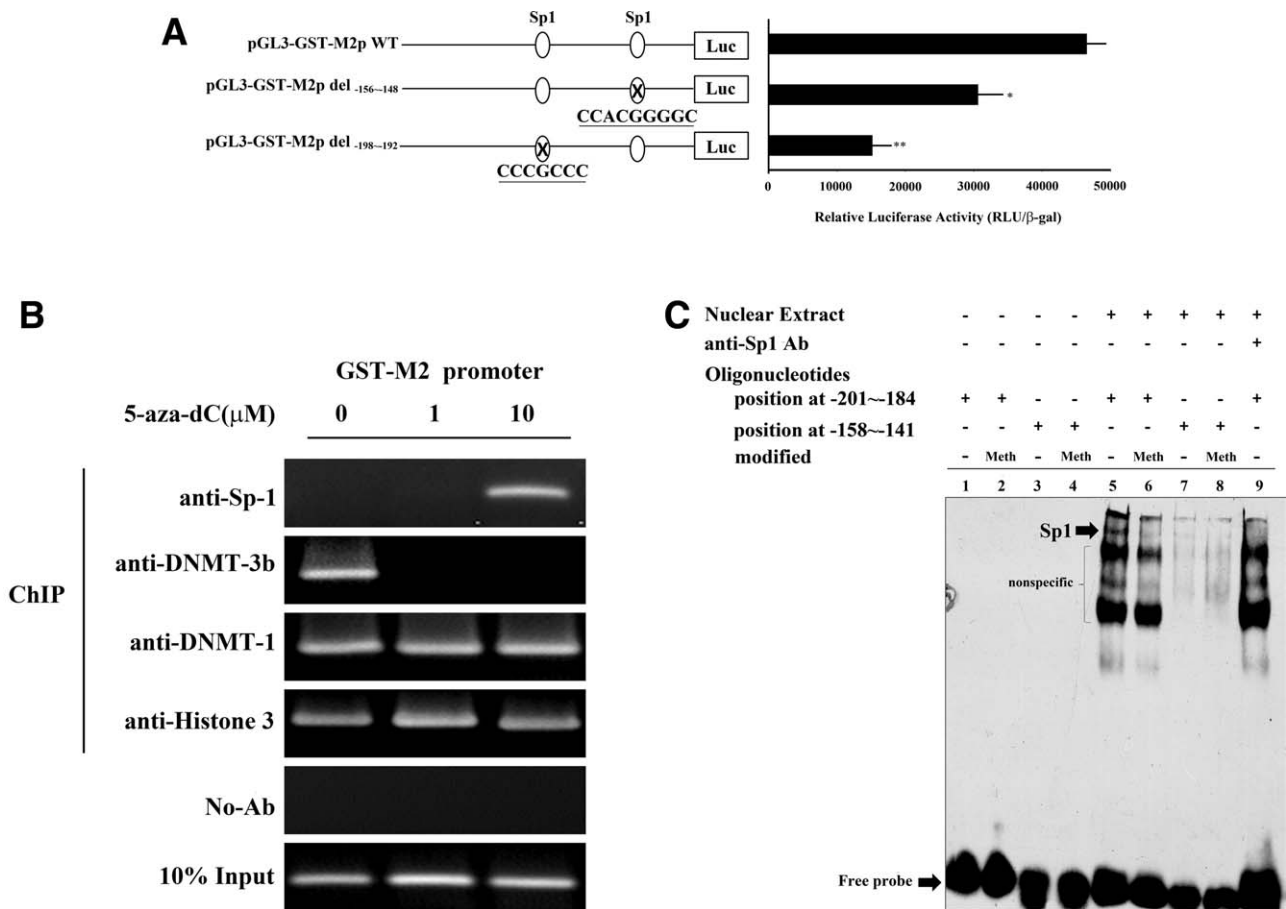 A
Sp1 Sp1
pGL3-GST-M2p WT Luc
pGL3-GST-M2p del -156~-148 X Luc *
CCACGGGGC
pGL3-GST-M2p del -198~-192 X Luc **
CCCGCCC
0 10000 20000 30000 40000 50000
Relative Luciferase Activity (RLU/β-gal)
B
GST-M2 promoter
5-aza-dC(μM) 0 1 10
ChIP
anti-Sp-1
anti-DNMT-3b
anti-DNMT-1
anti-Histone 3
No-Ab
10% Input
C
Nuclear Extract - - - - + + + + +
anti-Sp1 Ab - - - - - - - - +
Oligonucleotides
position at -201~-184 + + - - + + - - +
position at -158~-141 - - + + - - + + -
modified - Meth - Meth - Meth - Meth -
1 2 3 4 5 6 7 8 9
Sp1
nonspecific
Free probe